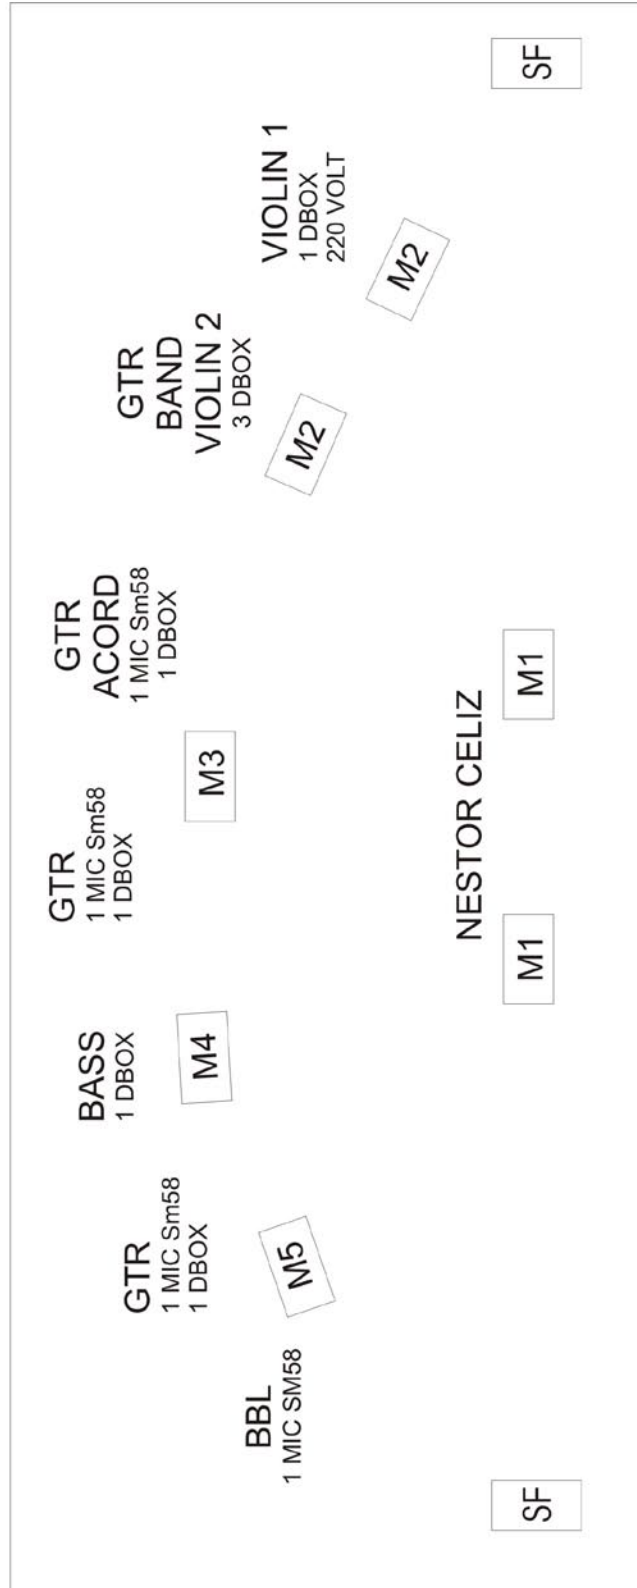 GTR
1 MIC Sm58
1 DBOX
GTR
ACORD
1 MIC Sm58
1 DBOX
BASS
1 DBOX
GTR
BAND
VIOLIN 2
3 DBOX
GTR
1 MIC Sm58
1 DBOX
M4
M3
BBL
1 MIC SM58
VIOLIN 1
1 DBOX
220 VOLT
M5
M2
M2
NESTOR CELIZ
SF
M1
M1
SF